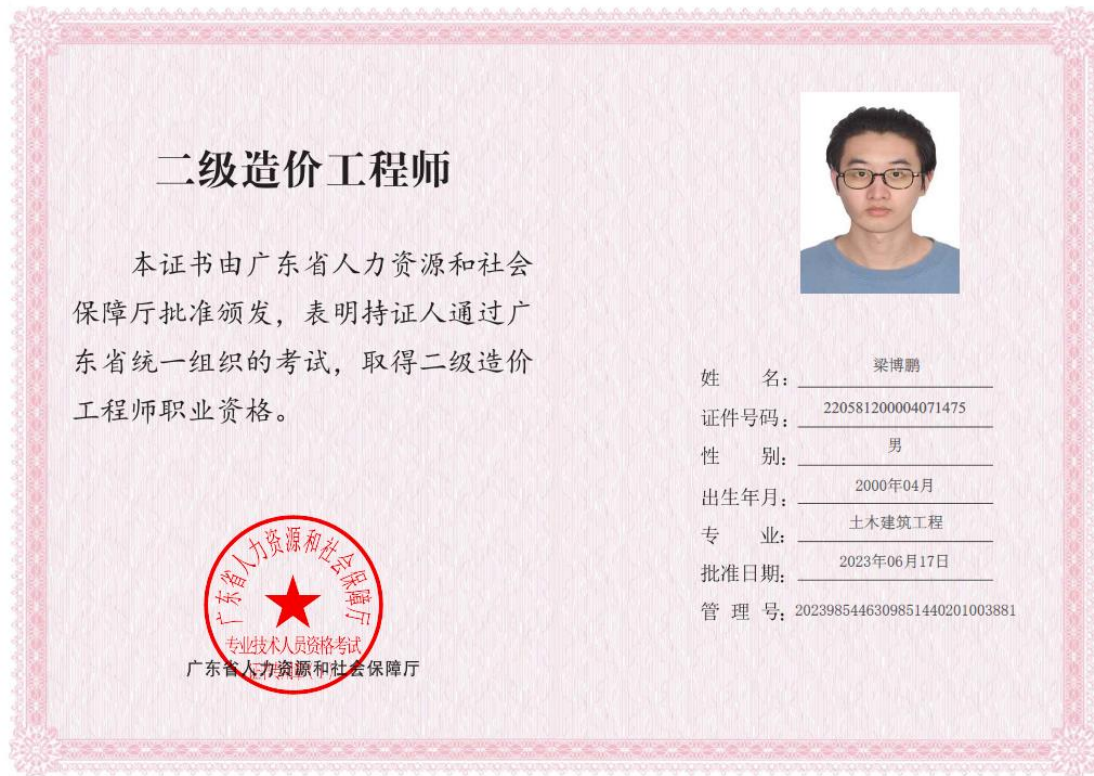 二级造价工程师
本证书由广东省人力资源和社会
保障厅批准颁发，表明持证人通过广
东省统一组织的考试，取得二级造价
工程师职业资格。
广东省人力资源和社会保障厅
专业技术人员资格考试
广东省人力资源和社会保障厅
姓 名：梁博鹏
证件号码：220581200004071475
性 别：男
出生年月：2000年04月
专 业：土木建筑工程
批准日期：2023年06月17日
管 理 号：2023985446309851440201003881